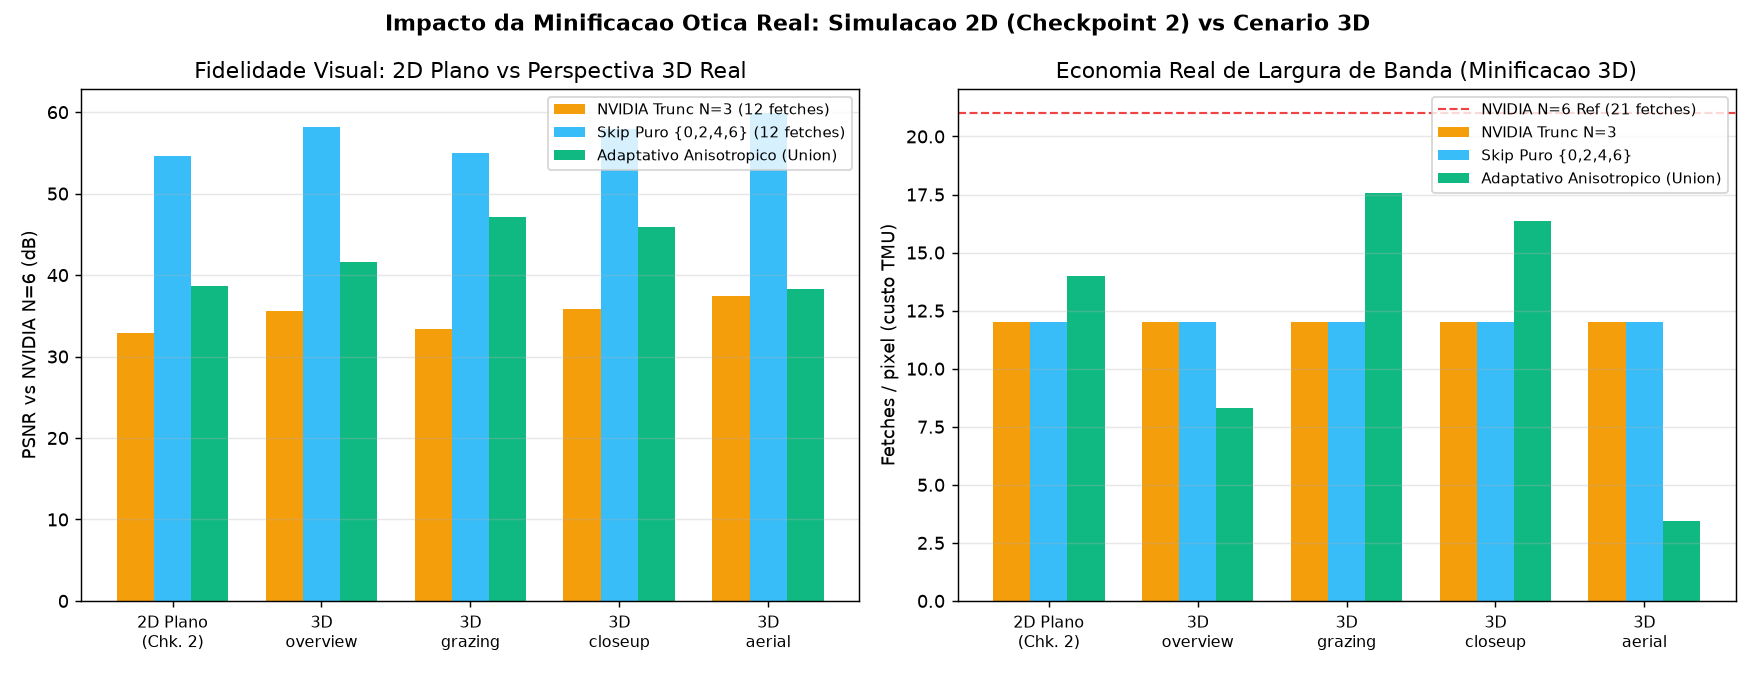 Impacto da Minificacao Otica Real: Simulacao 2D (Checkpoint 2) vs Cenario 3D
Fidelidade Visual: 2D Plano vs Perspectiva 3D Real
PSNR vs NVIDIA N=6 (dB)
60
50
40
30
20
10
0
NVIDIA Trunc N=3 (12 fetches)
Skip Puro {0,2,4,6} (12 fetches)
Adaptativo Anisotropico (Union)
2D Plano
(Chk. 2)
3D
overview
3D
grazing
3D
closeup
3D
aerial
Economia Real de Largura de Banda (Minificacao 3D)
Fetches / pixel (custo TMU)
20.0
17.5
15.0
12.5
10.0
7.5
5.0
2.5
0.0
NVIDIA N=6 Ref (21 fetches)
NVIDIA Trunc N=3
Skip Puro {0,2,4,6}
Adaptativo Anisotropico (Union)
2D Plano
(Chk. 2)
3D
overview
3D
grazing
3D
closeup
3D
aerial